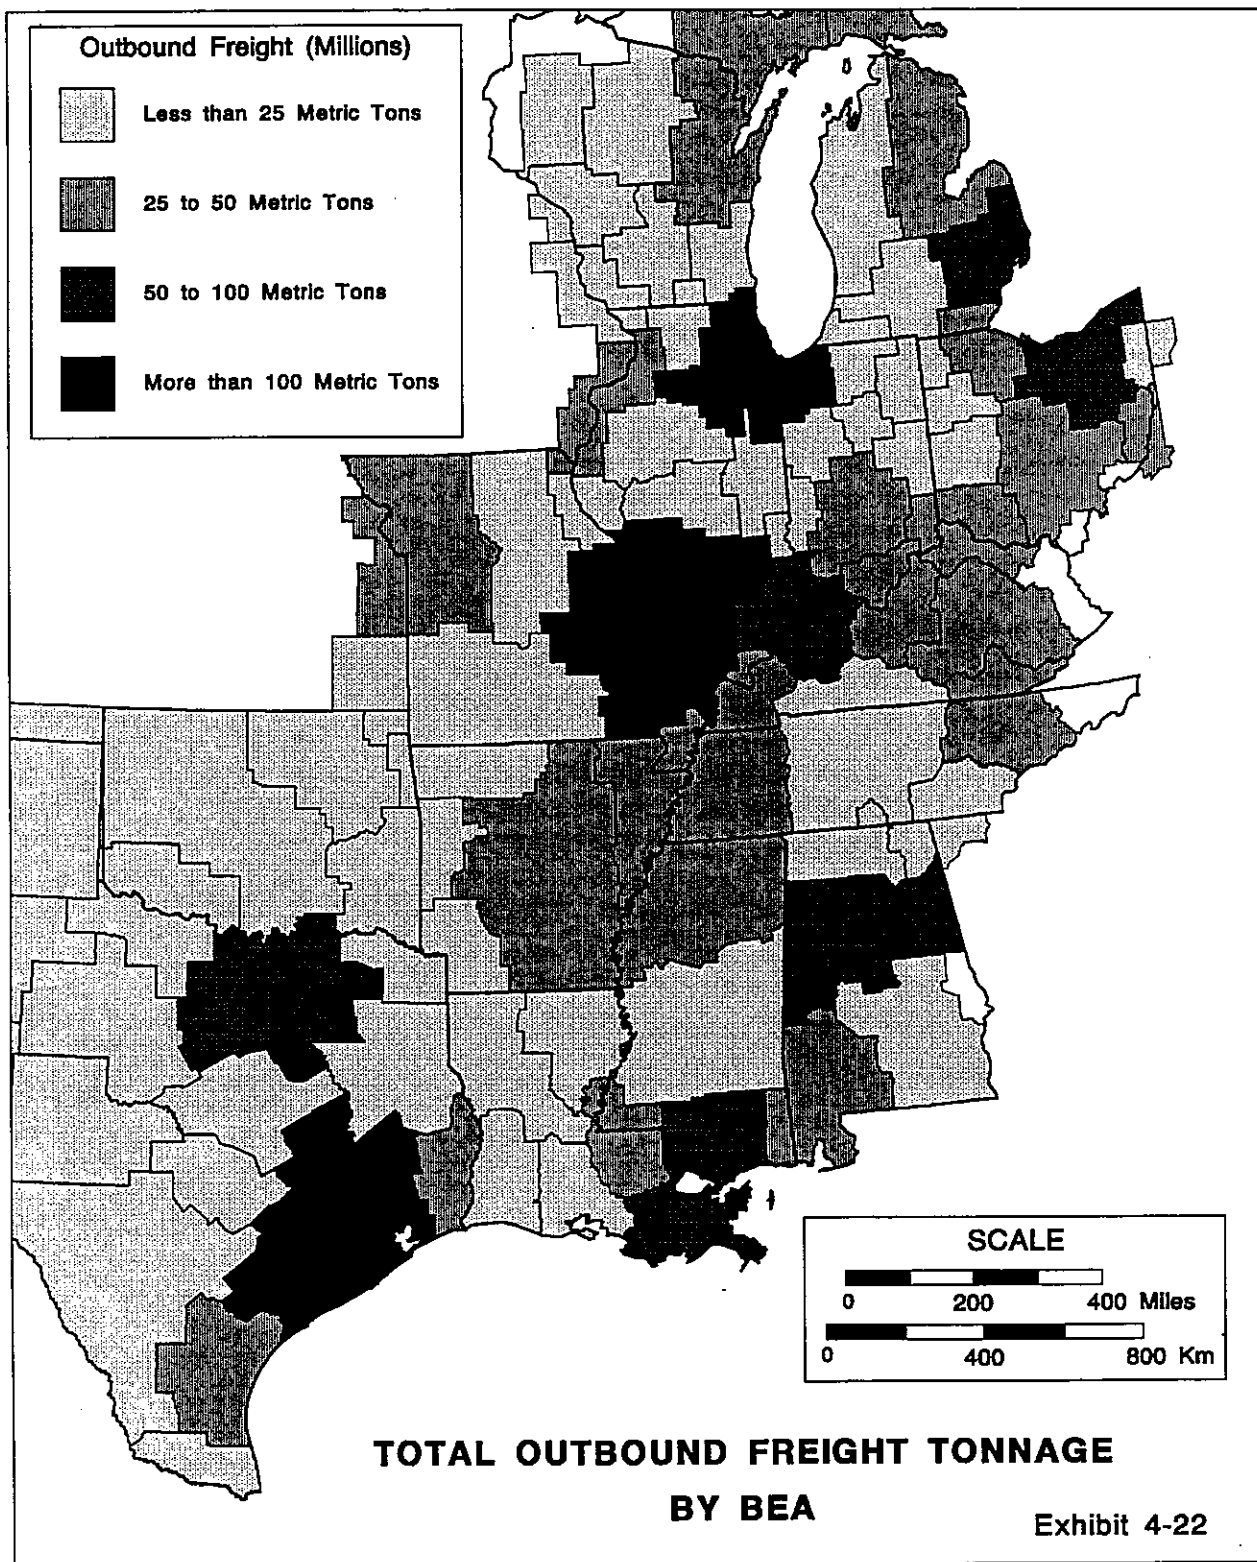 Outbound Freight (Millions)
Less than 25 Metric Tons
25 to 50 Metric Tons
50 to 100 Metric Tons
More than 100 Metric Tons
SCALE
0 200 400 Miles
0 400 800 Km
TOTAL OUTBOUND FREIGHT TONNAGE
BY BEA
Exhibit 4-22